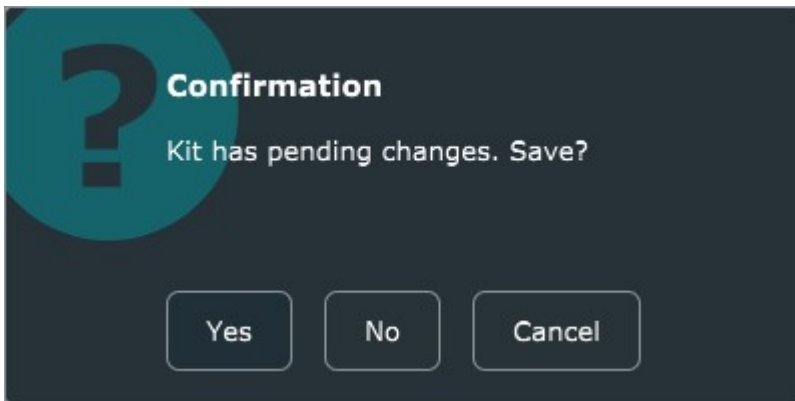 ?
Confirmation
Kit has pending changes. Save?
Yes No Cancel